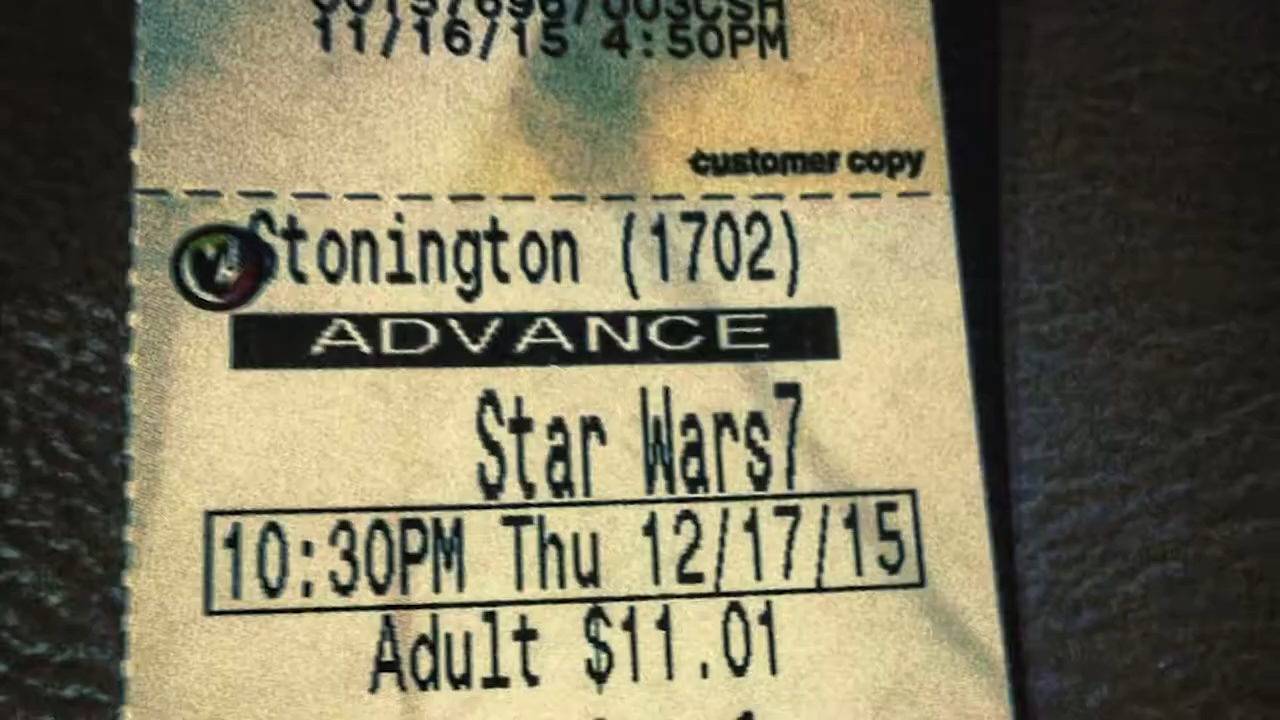 11/16/15 4:50PM
customer copy
Stonington (1702)
ADVANCE
Star Wars7
10:30PM Thu 12/17/15
Adult $11.01